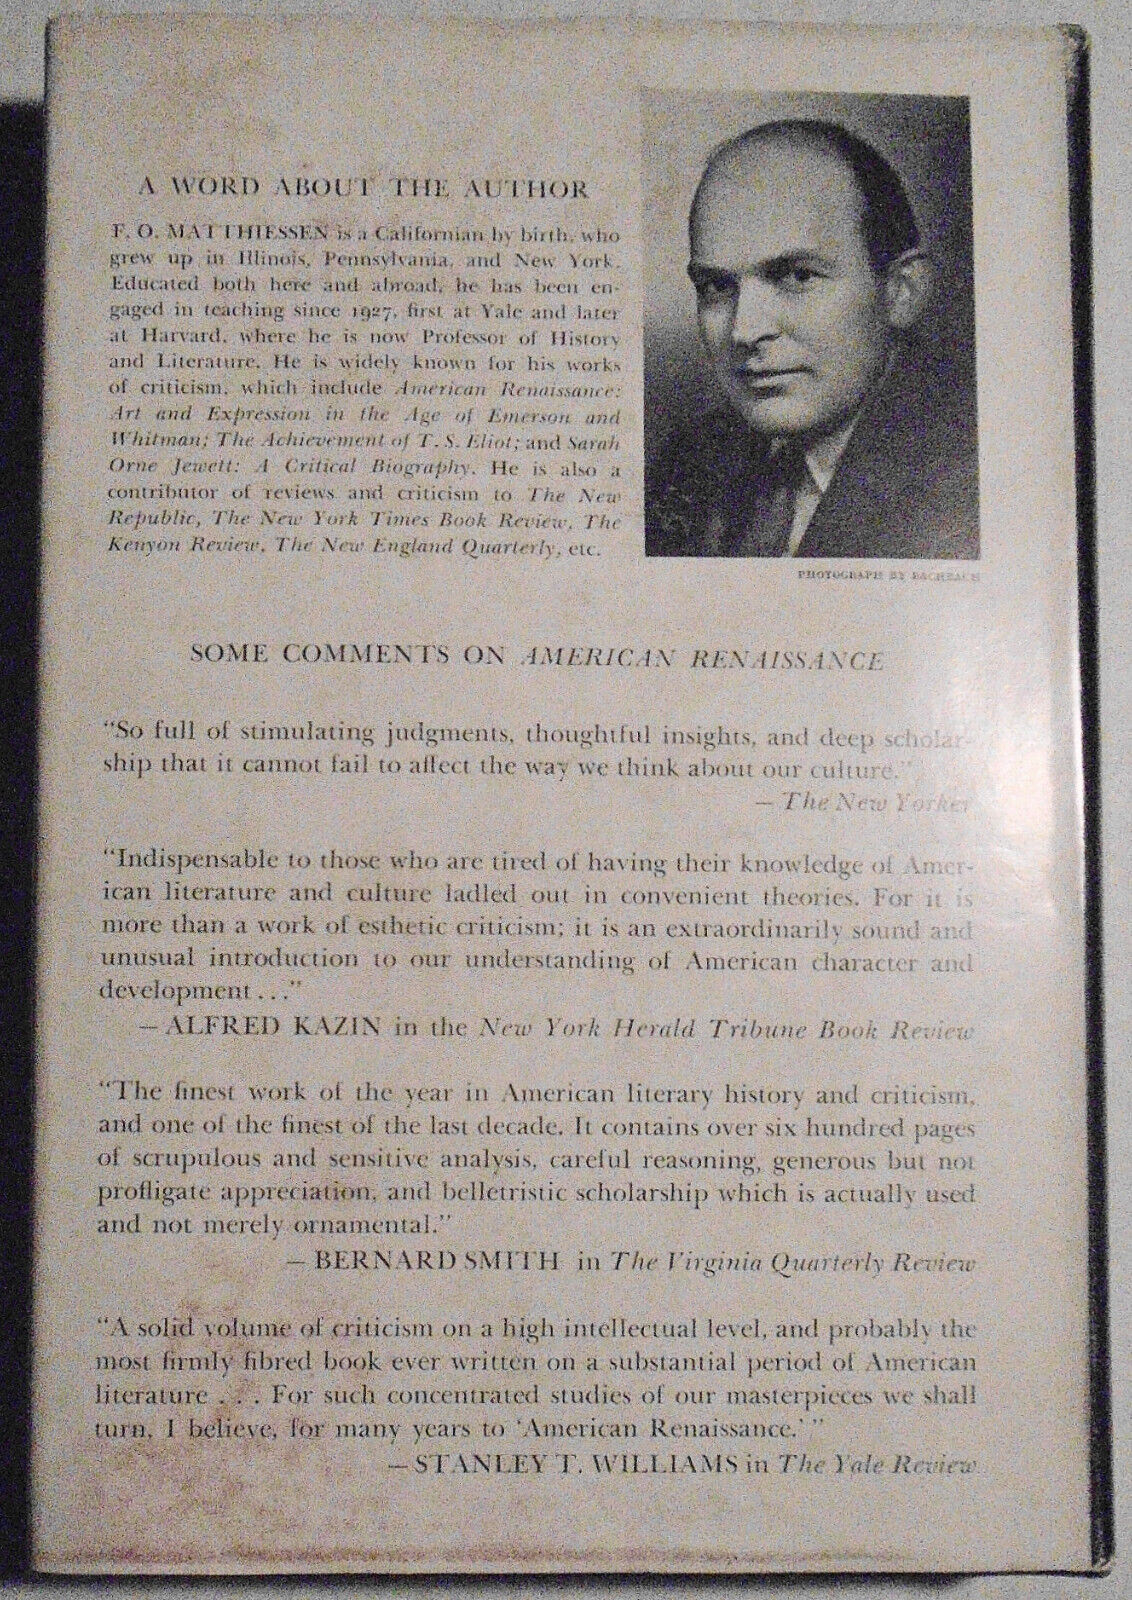 A WORD ABOUT THE AUTHOR
F. O. MATTHIESSEN is a Californian by birth, who
grew up in Illinois, Pennsylvania, and New York.
Educated both here and abroad, he has been en-
gaged in teaching since 1927, first at Yale and later
at Harvard, where he is now Professor of History
and Literature. He is widely known for his works
of criticism, which include American Renaissance:
Art and Expression in the Age of Emerson and
Whitman; The Achievement of T. S. Eliot; and Sarah
Orne Jewett: A Critical Biography. He is also a
contributor of reviews and criticism to The New
Republic, The New York Times Book Review, The
Kenyon Review, The New England Quarterly, etc.
PHOTOGRAPH BY BACHRACH
SOME COMMENTS ON AMERICAN RENAISSANCE
"So full of stimulating judgments, thoughtful insights, and deep scholar-
ship that it cannot fail to affect the way we think about our culture."
— The New Yorker
"Indispensable to those who are tired of having their knowledge of Amer-
ican literature and culture ladled out in convenient theories. For it is
more than a work of esthetic criticism; it is an extraordinarily sound and
unusual introduction to our understanding of American character and
development . . ."
— ALFRED KAZIN in the New York Herald Tribune Book Review
"The finest work of the year in American literary history and criticism,
and one of the finest of the last decade. It contains over six hundred pages
of scrupulous and sensitive analysis, careful reasoning, generous but not
profligate appreciation, and belletristic scholarship which is actually used
and not merely ornamental."
— BERNARD SMITH in The Virginia Quarterly Review
"A solid volume of criticism on a high intellectual level, and probably the
most firmly fibred book ever written on a substantial period of American
literature . . . For such concentrated studies of our masterpieces we shall
turn, I believe, for many years to 'American Renaissance.' "
— STANLEY T. WILLIAMS in The Yale Review